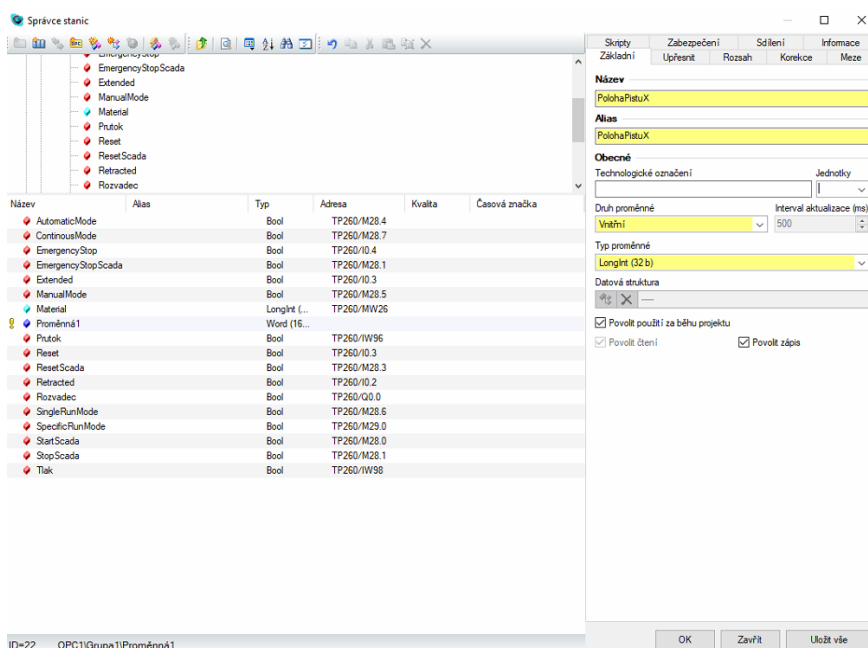 Správce stanic
EmergencyStop
EmergencyStopScada
Extended
ManualMode
Material
Prutok
Reset
ResetScada
Retracted
Rozvadec
Název Alias Typ Adresa Kvalita Časová značka
AutomaticMode Bool TP260/M28.4
ContinousMode Bool TP260/M28.7
EmergencyStop Bool TP260/I0.4
EmergencyStopScada Bool TP260/M28.1
Extended Bool TP260/I0.3
ManualMode Bool TP260/M28.5
Material LongInt (... TP260/MW26
Proměnná1 Word (16...
Prutok Bool TP260/IW96
Reset Bool TP260/I0.3
ResetScada Bool TP260/M28.3
Retracted Bool TP260/I0.2
Rozvadec Bool TP260/Q0.0
SingleRunMode Bool TP260/M28.6
SpecificRunMode Bool TP260/M29.0
StartScada Bool TP260/M28.0
StopScada Bool TP260/M28.1
Tlak Bool TP260/IW98
ID=22 OPC1\Grupa1\Proměnná1
Skripty Zabezpečení Sdílení Informace
Základní Upřesnit Rozsah Korekce Meze
Název
PolohaPistuX
Alias
PolohaPistuX
Obecné
Technologické označení Jednotky
Druh proměnné Interval aktualizace (ms)
Vnitřní 500
Typ proměnné
LongInt (32 b)
Datová struktura
—
Povolit použití za běhu projektu
Povolit čtení Povolit zápis
OK Zavřít Uložit vše